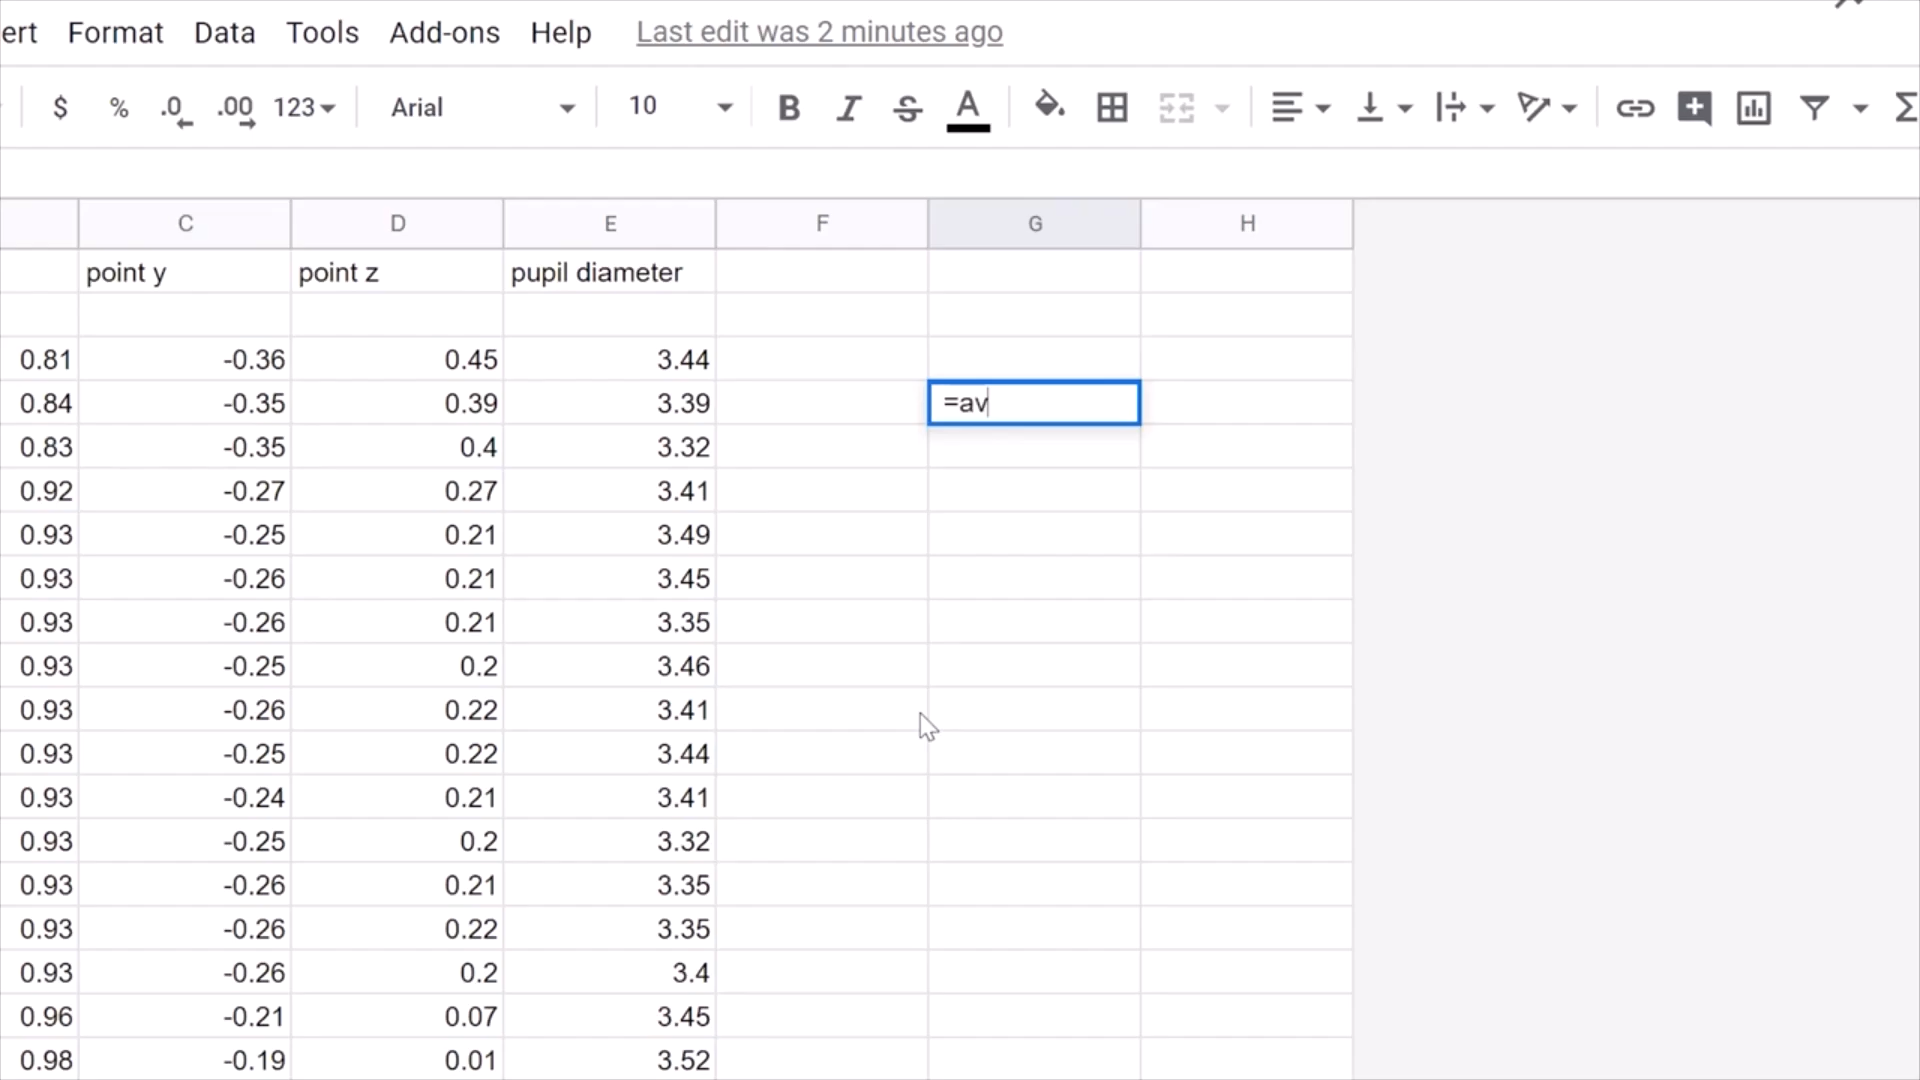 ert Format Data Tools Add-ons Help Last edit was 2 minutes ago
$ % .0 .00 123 Arial 10 B I S A Σ
C D E F G H
point y point z pupil diameter
0.81 -0.36 0.45 3.44
0.84 -0.35 0.39 3.39 =av
0.83 -0.35 0.4 3.32
0.92 -0.27 0.27 3.41
0.93 -0.25 0.21 3.49
0.93 -0.26 0.21 3.45
0.93 -0.26 0.21 3.35
0.93 -0.25 0.2 3.46
0.93 -0.26 0.22 3.41
0.93 -0.25 0.22 3.44
0.93 -0.24 0.21 3.41
0.93 -0.25 0.2 3.32
0.93 -0.26 0.21 3.35
0.93 -0.26 0.22 3.35
0.93 -0.26 0.2 3.4
0.96 -0.21 0.07 3.45
0.98 -0.19 0.01 3.52